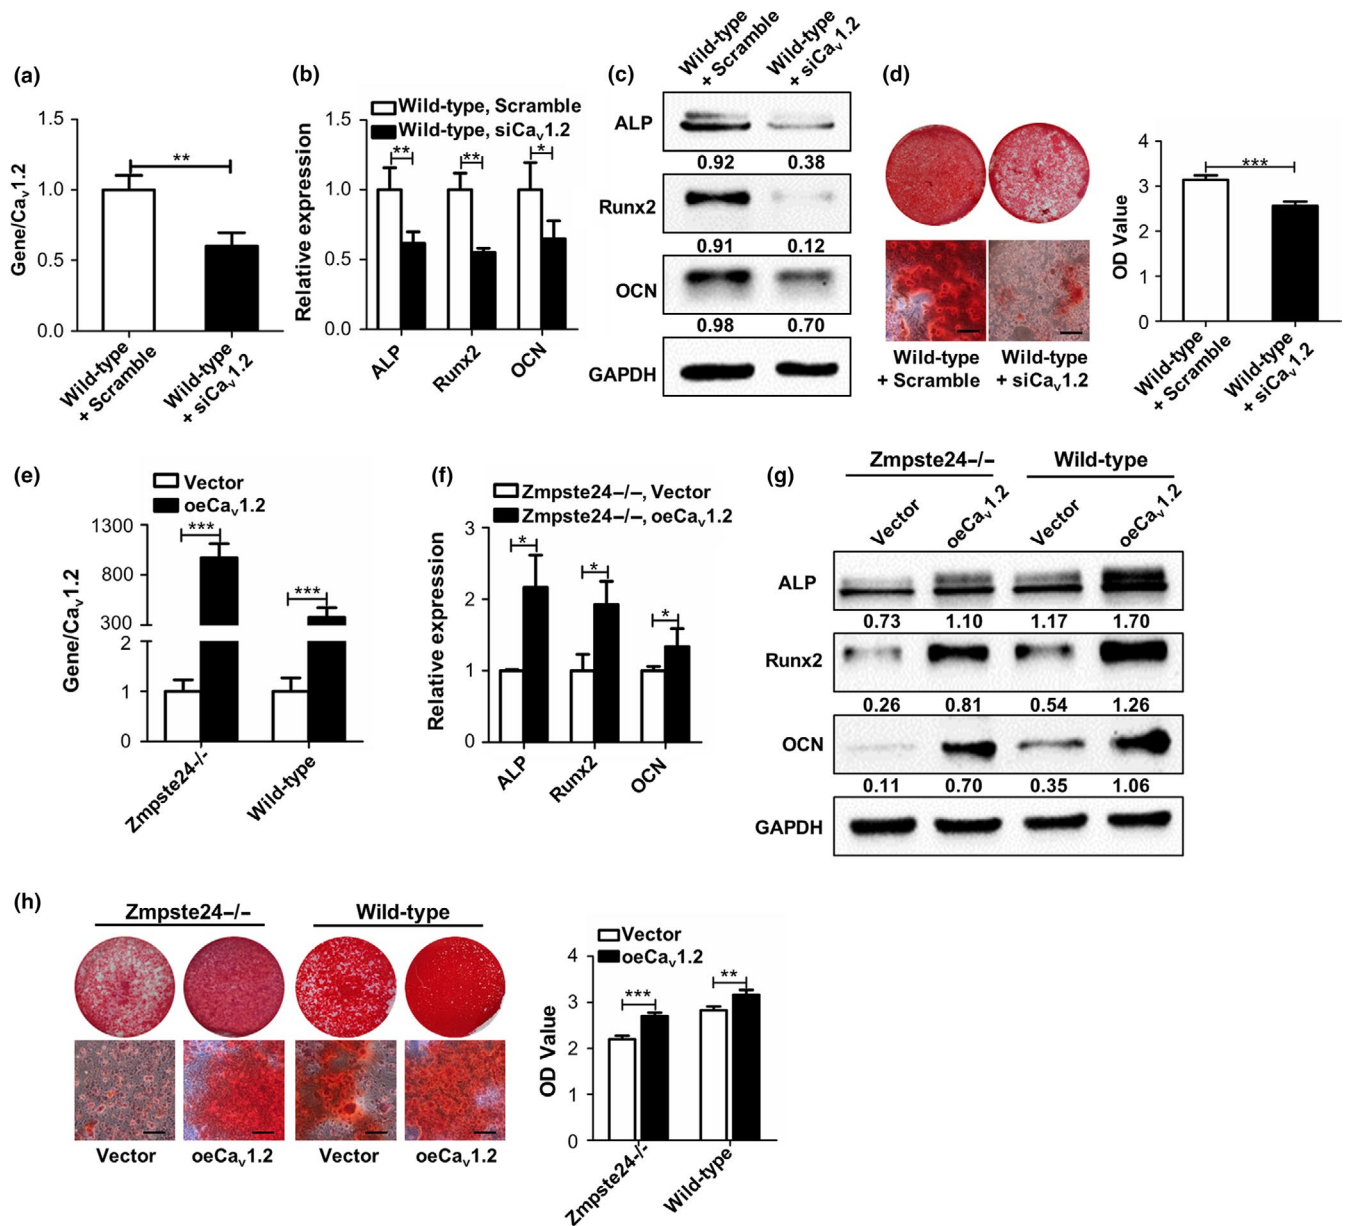 (a)
Gene/Cav1.2
1.5
1.0
0.5
0.0
**
Wild-type
+ Scramble
Wild-type
+ siCav1.2
(b)
Wild-type, Scramble
Wild-type, siCav1.2
Relative expression
1.5
1.0
0.5
0.0
**
**
*
ALP
Runx2
OCN
(c)
Wild-type
+ Scramble
Wild-type
+ siCav1.2
ALP
0.92 0.38
Runx2
0.91 0.12
OCN
0.98 0.70
GAPDH
(d)
Wild-type
+ Scramble
Wild-type
+ siCav1.2
OD Value
4
3
2
1
0
***
Wild-type
+ Scramble
Wild-type
+ siCav1.2
(e)
Vector
oeCav1.2
Gene/Cav1.2
1300
800
300
2
1
0
***
***
Zmpste24-/-
Wild-type
(f)
Zmpste24–/–, Vector
Zmpste24–/–, oeCav1.2
Relative expression
3
2
1
0
*
*
*
ALP
Runx2
OCN
(g)
Zmpste24–/– Wild-type
Vector
oeCav1.2
Vector
oeCav1.2
ALP
0.73 1.10 1.17 1.70
Runx2
0.26 0.81 0.54 1.26
OCN
0.11 0.70 0.35 1.06
GAPDH
(h)
Zmpste24–/– Wild-type
Vector oeCav1.2 Vector oeCav1.2
Vector
oeCav1.2
OD Value
4
3
2
1
0
***
**
Zmpste24-/-
Wild-type